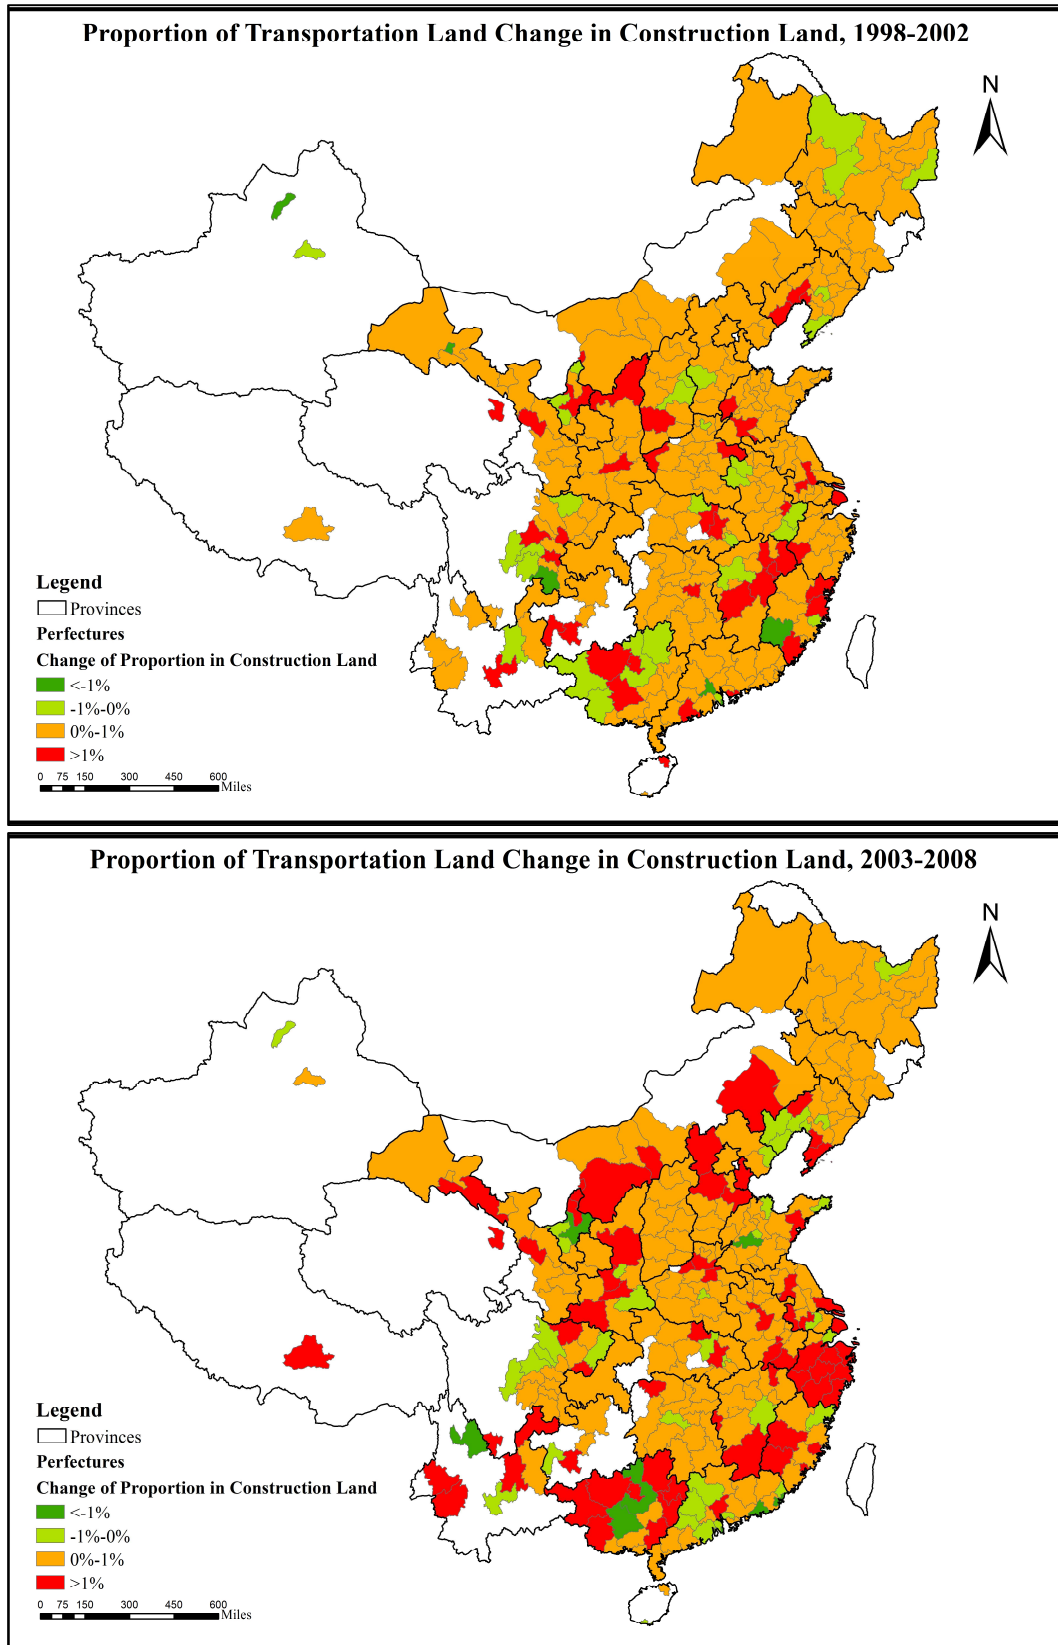 Proportion of Transportation Land Change in Construction Land, 1998-2002
N
Legend
Provinces
Perfectures
Change of Proportion in Construction Land
<-1%
-1%-0%
0%-1%
>1%
0 75 150 300 450 600
Miles
Proportion of Transportation Land Change in Construction Land, 2003-2008
N
Legend
Provinces
Perfectures
Change of Proportion in Construction Land
<-1%
-1%-0%
0%-1%
>1%
0 75 150 300 450 600
Miles